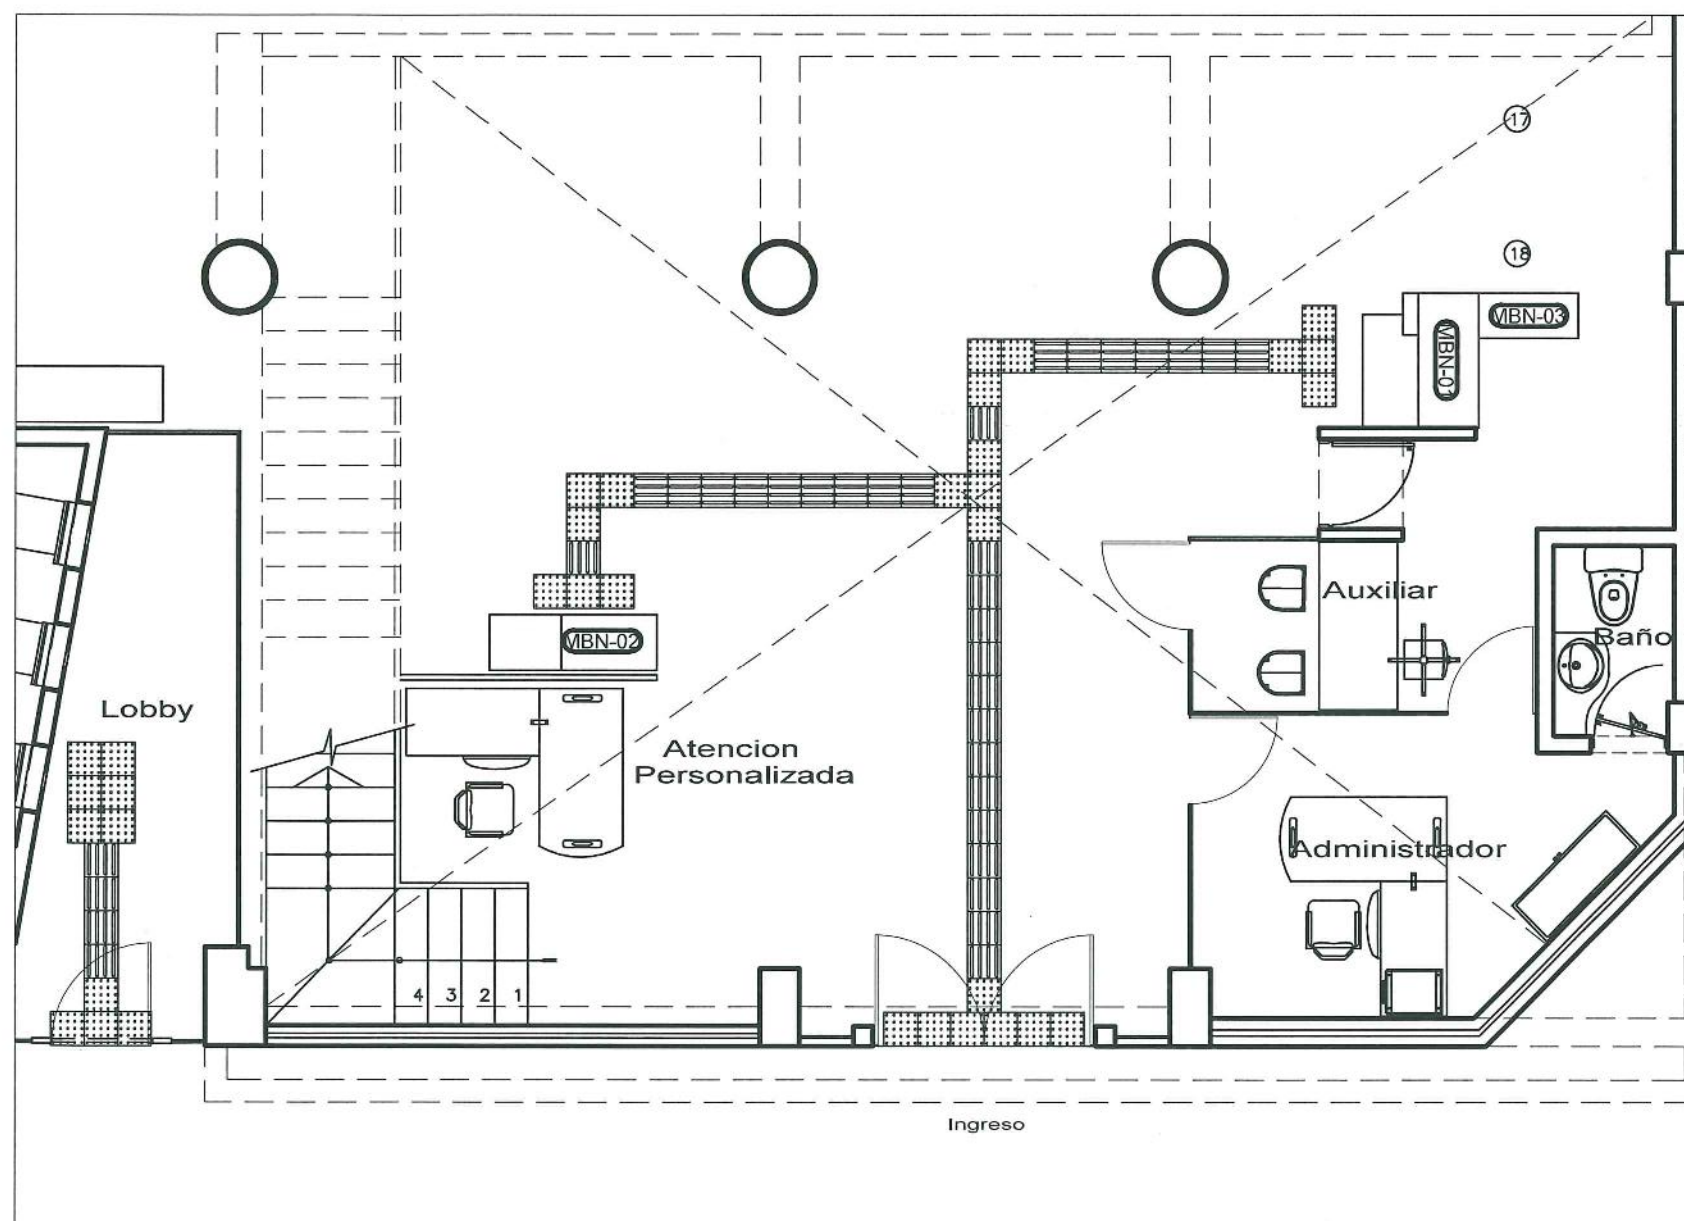 17
18
MBN-03
MBN-01
Auxiliar
Baño
MBN-02
Lobby
Atencion
Personalizada
Administrador
4 3 2 1
Ingreso